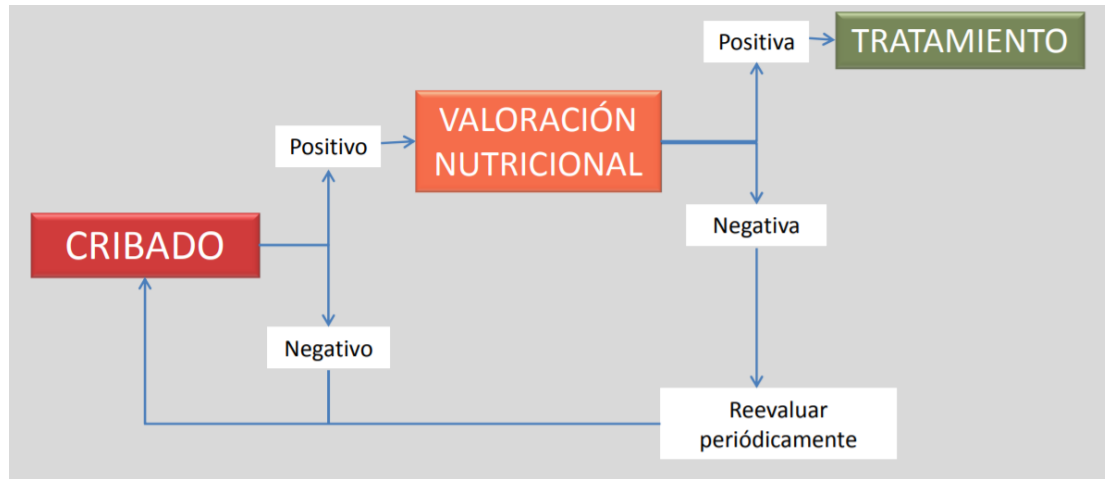 Positiva
TRATAMIENTO
Positivo
VALORACIÓN
NUTRICIONAL
Negativa
CRIBADO
Negativo
Reevaluar
periódicamente